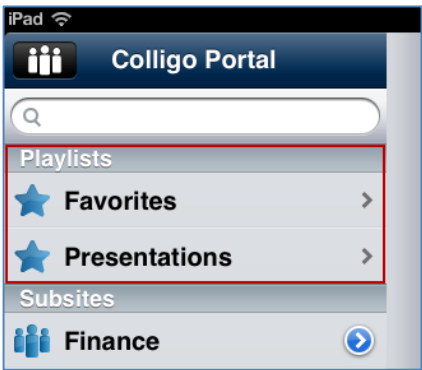 iPad
Colligo Portal
Playlists
Favorites
Presentations
Subsites
Finance